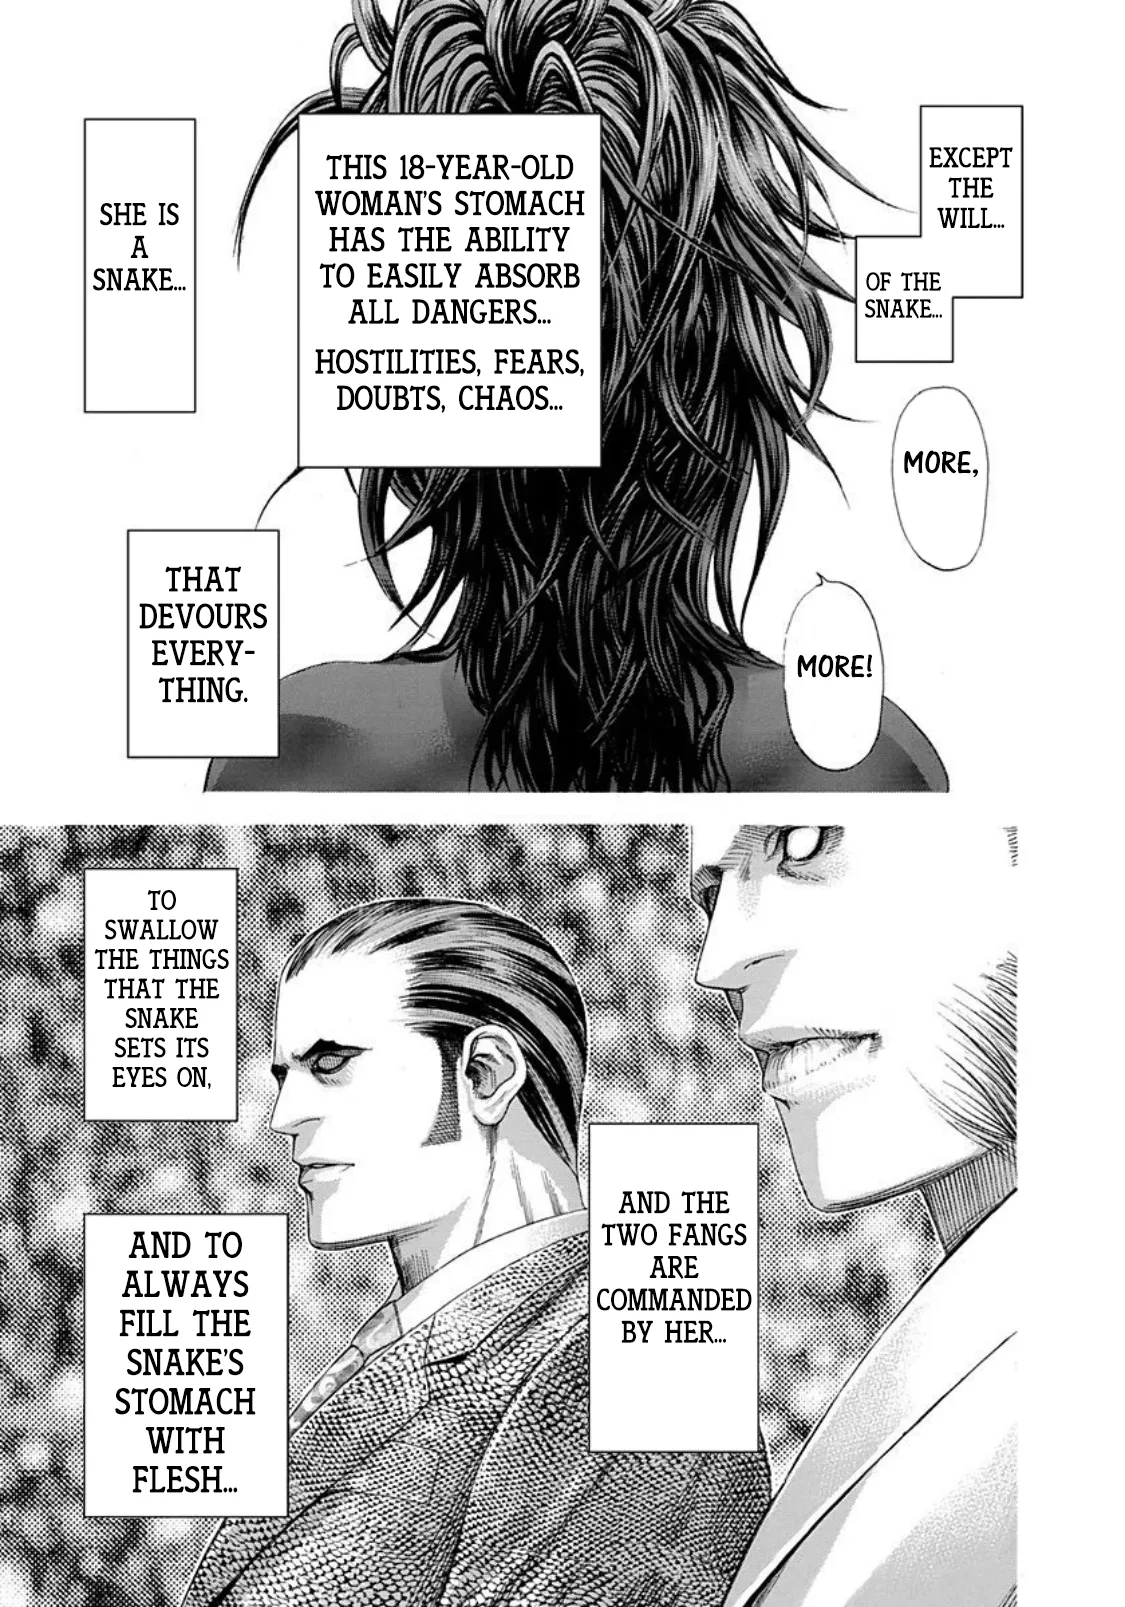 EXCEPT
THE
WILL...
OF THE
SNAKE...
MORE,
MORE!
THIS 18-YEAR-OLD
WOMAN'S STOMACH
HAS THE ABILITY
TO EASILY ABSORB
ALL DANGERS...
HOSTILITIES, FEARS,
DOUBTS, CHAOS...
SHE IS
A
SNAKE...
THAT
DEVOURS
EVERY-
THING.
AND THE
TWO FANGS
ARE
COMMANDED
BY HER...
TO
SWALLOW
THE THINGS
THAT THE
SNAKE
SETS ITS
EYES ON,
AND TO
ALWAYS
FILL THE
SNAKE'S
STOMACH
WITH
FLESH...